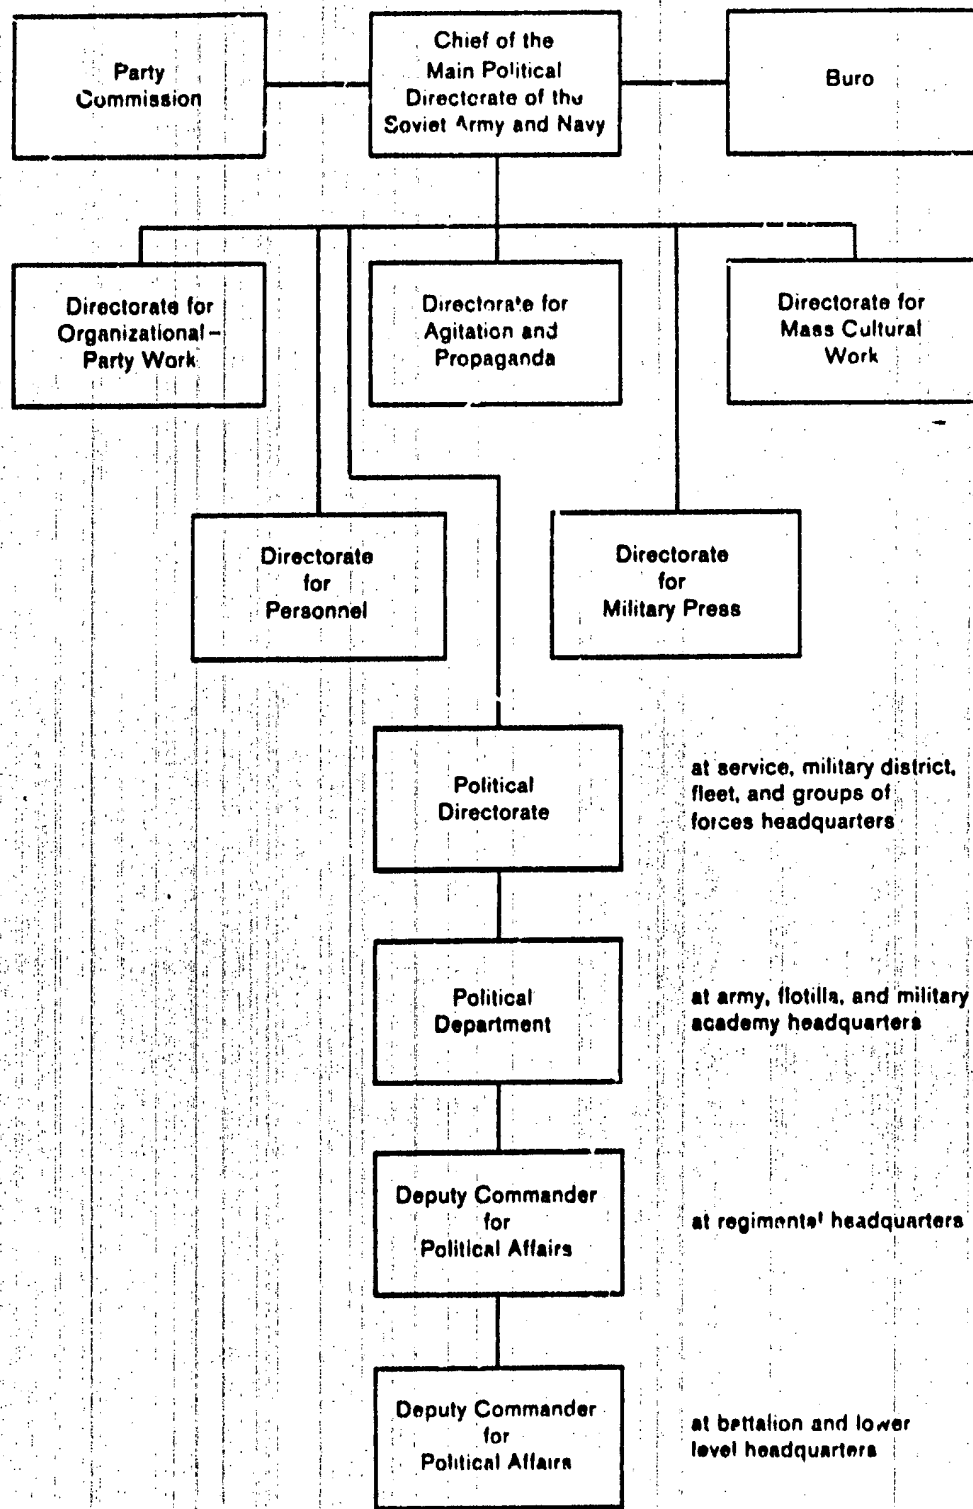 Party
Commission
Chief of the
Main Political
Directorate of the
Soviet Army and Navy
Buro
Directorate for
Organizational–
Party Work
Directorate for
Agitation and
Propaganda
Directorate for
Mass Cultural
Work
Directorate
for
Personnel
Directorate
for
Military Press
Political
Directorate
at service, military district,
fleet, and groups of
forces headquarters
Political
Department
at army, flotilla, and military
academy headquarters
Deputy Commander
for
Political Affairs
at regimental headquarters
Deputy Commander
for
Political Affairs
at battalion and lower
level headquarters